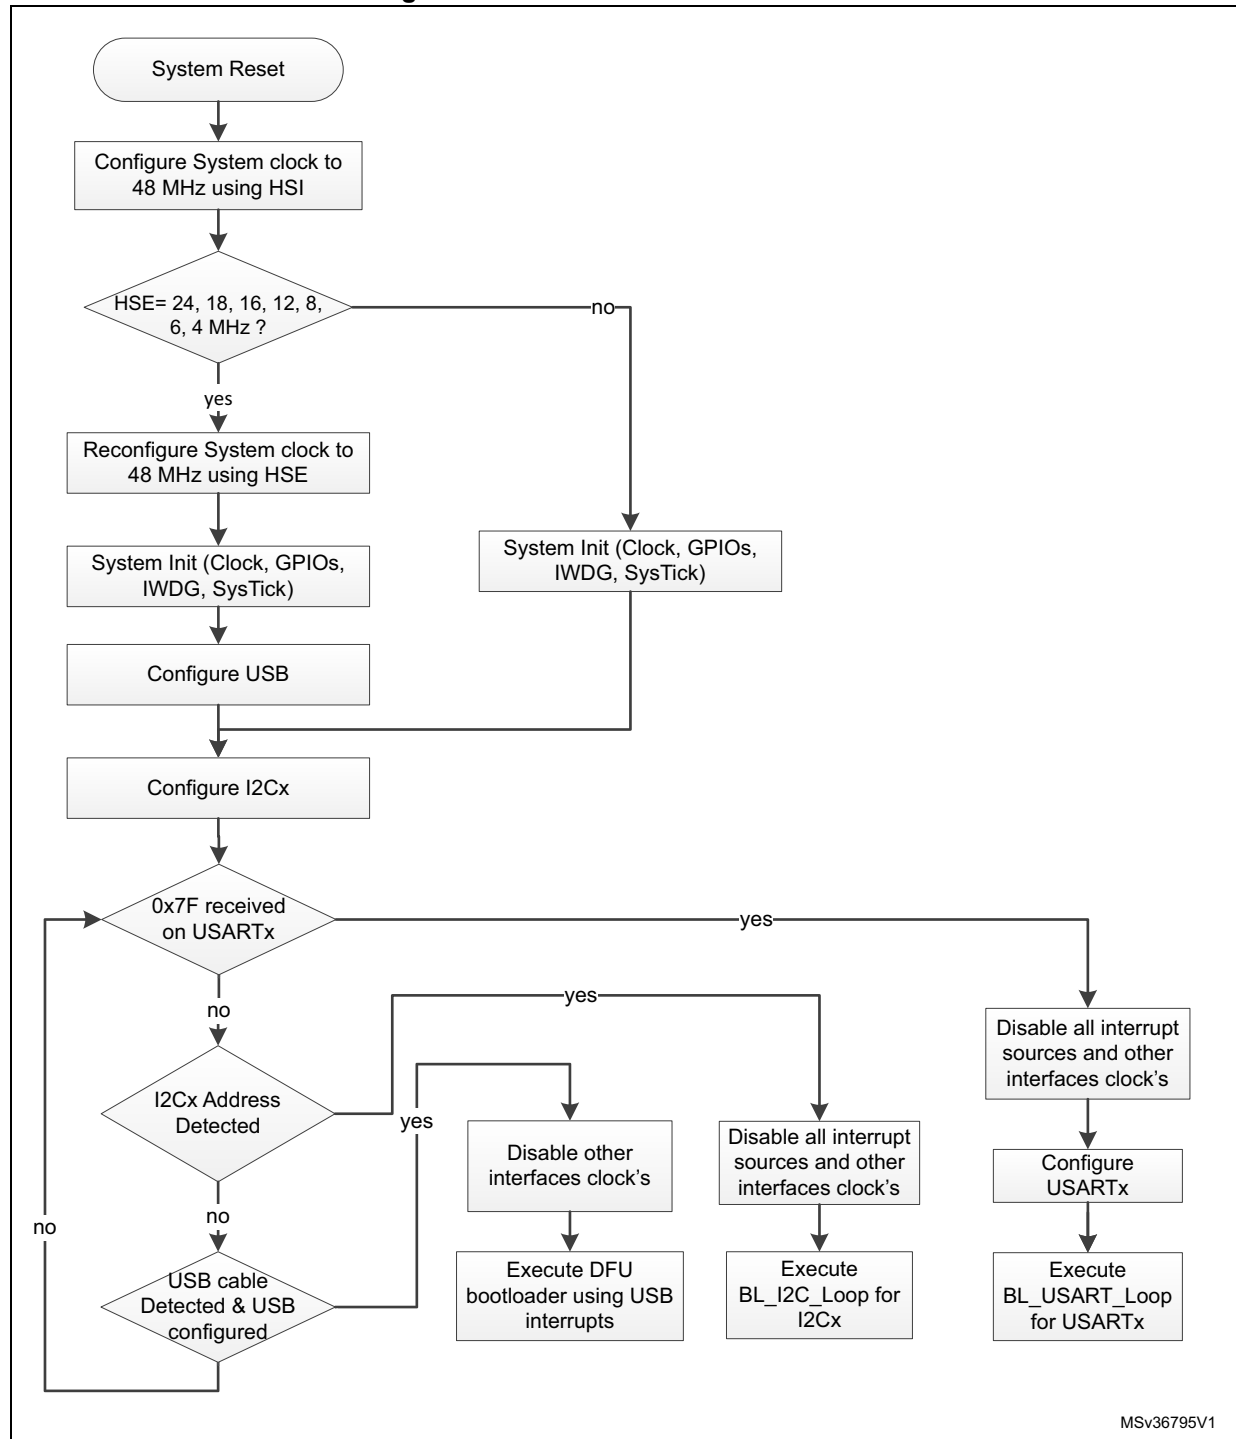 System Reset
Configure System clock to
48 MHz using HSI
HSE= 24, 18, 16, 12, 8,
6, 4 MHz ?
no
yes
Reconfigure System clock to
48 MHz using HSE
System Init (Clock, GPIOs,
IWDG, SysTick)
System Init (Clock, GPIOs,
IWDG, SysTick)
Configure USB
Configure I2Cx
0x7F received
on USARTx
yes
no
yes
I2Cx Address
Detected
yes
Disable other
interfaces clock's
Disable all interrupt
sources and other
interfaces clock's
Disable all interrupt
sources and other
interfaces clock's
Configure
USARTx
no
no
USB cable
Detected & USB
configured
Execute DFU
bootloader using USB
interrupts
Execute
BL_I2C_Loop for
I2Cx
Execute
BL_USART_Loop
for USARTx
MSv36795V1